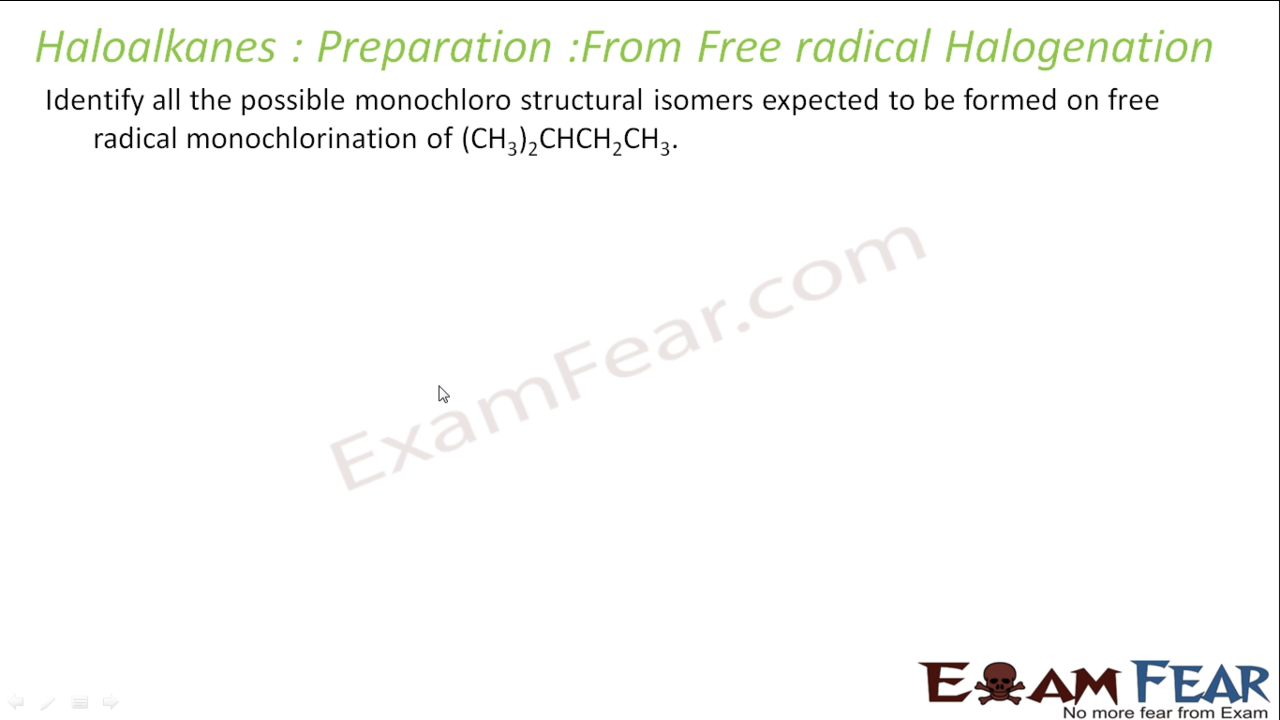 Haloalkanes : Preparation :From Free radical Halogenation
Identify all the possible monochloro structural isomers expected to be formed on free
radical monochlorination of (CH₃)₂CHCH₂CH₃.
ExamFear.com
EXAM FEAR
No more fear from Exam